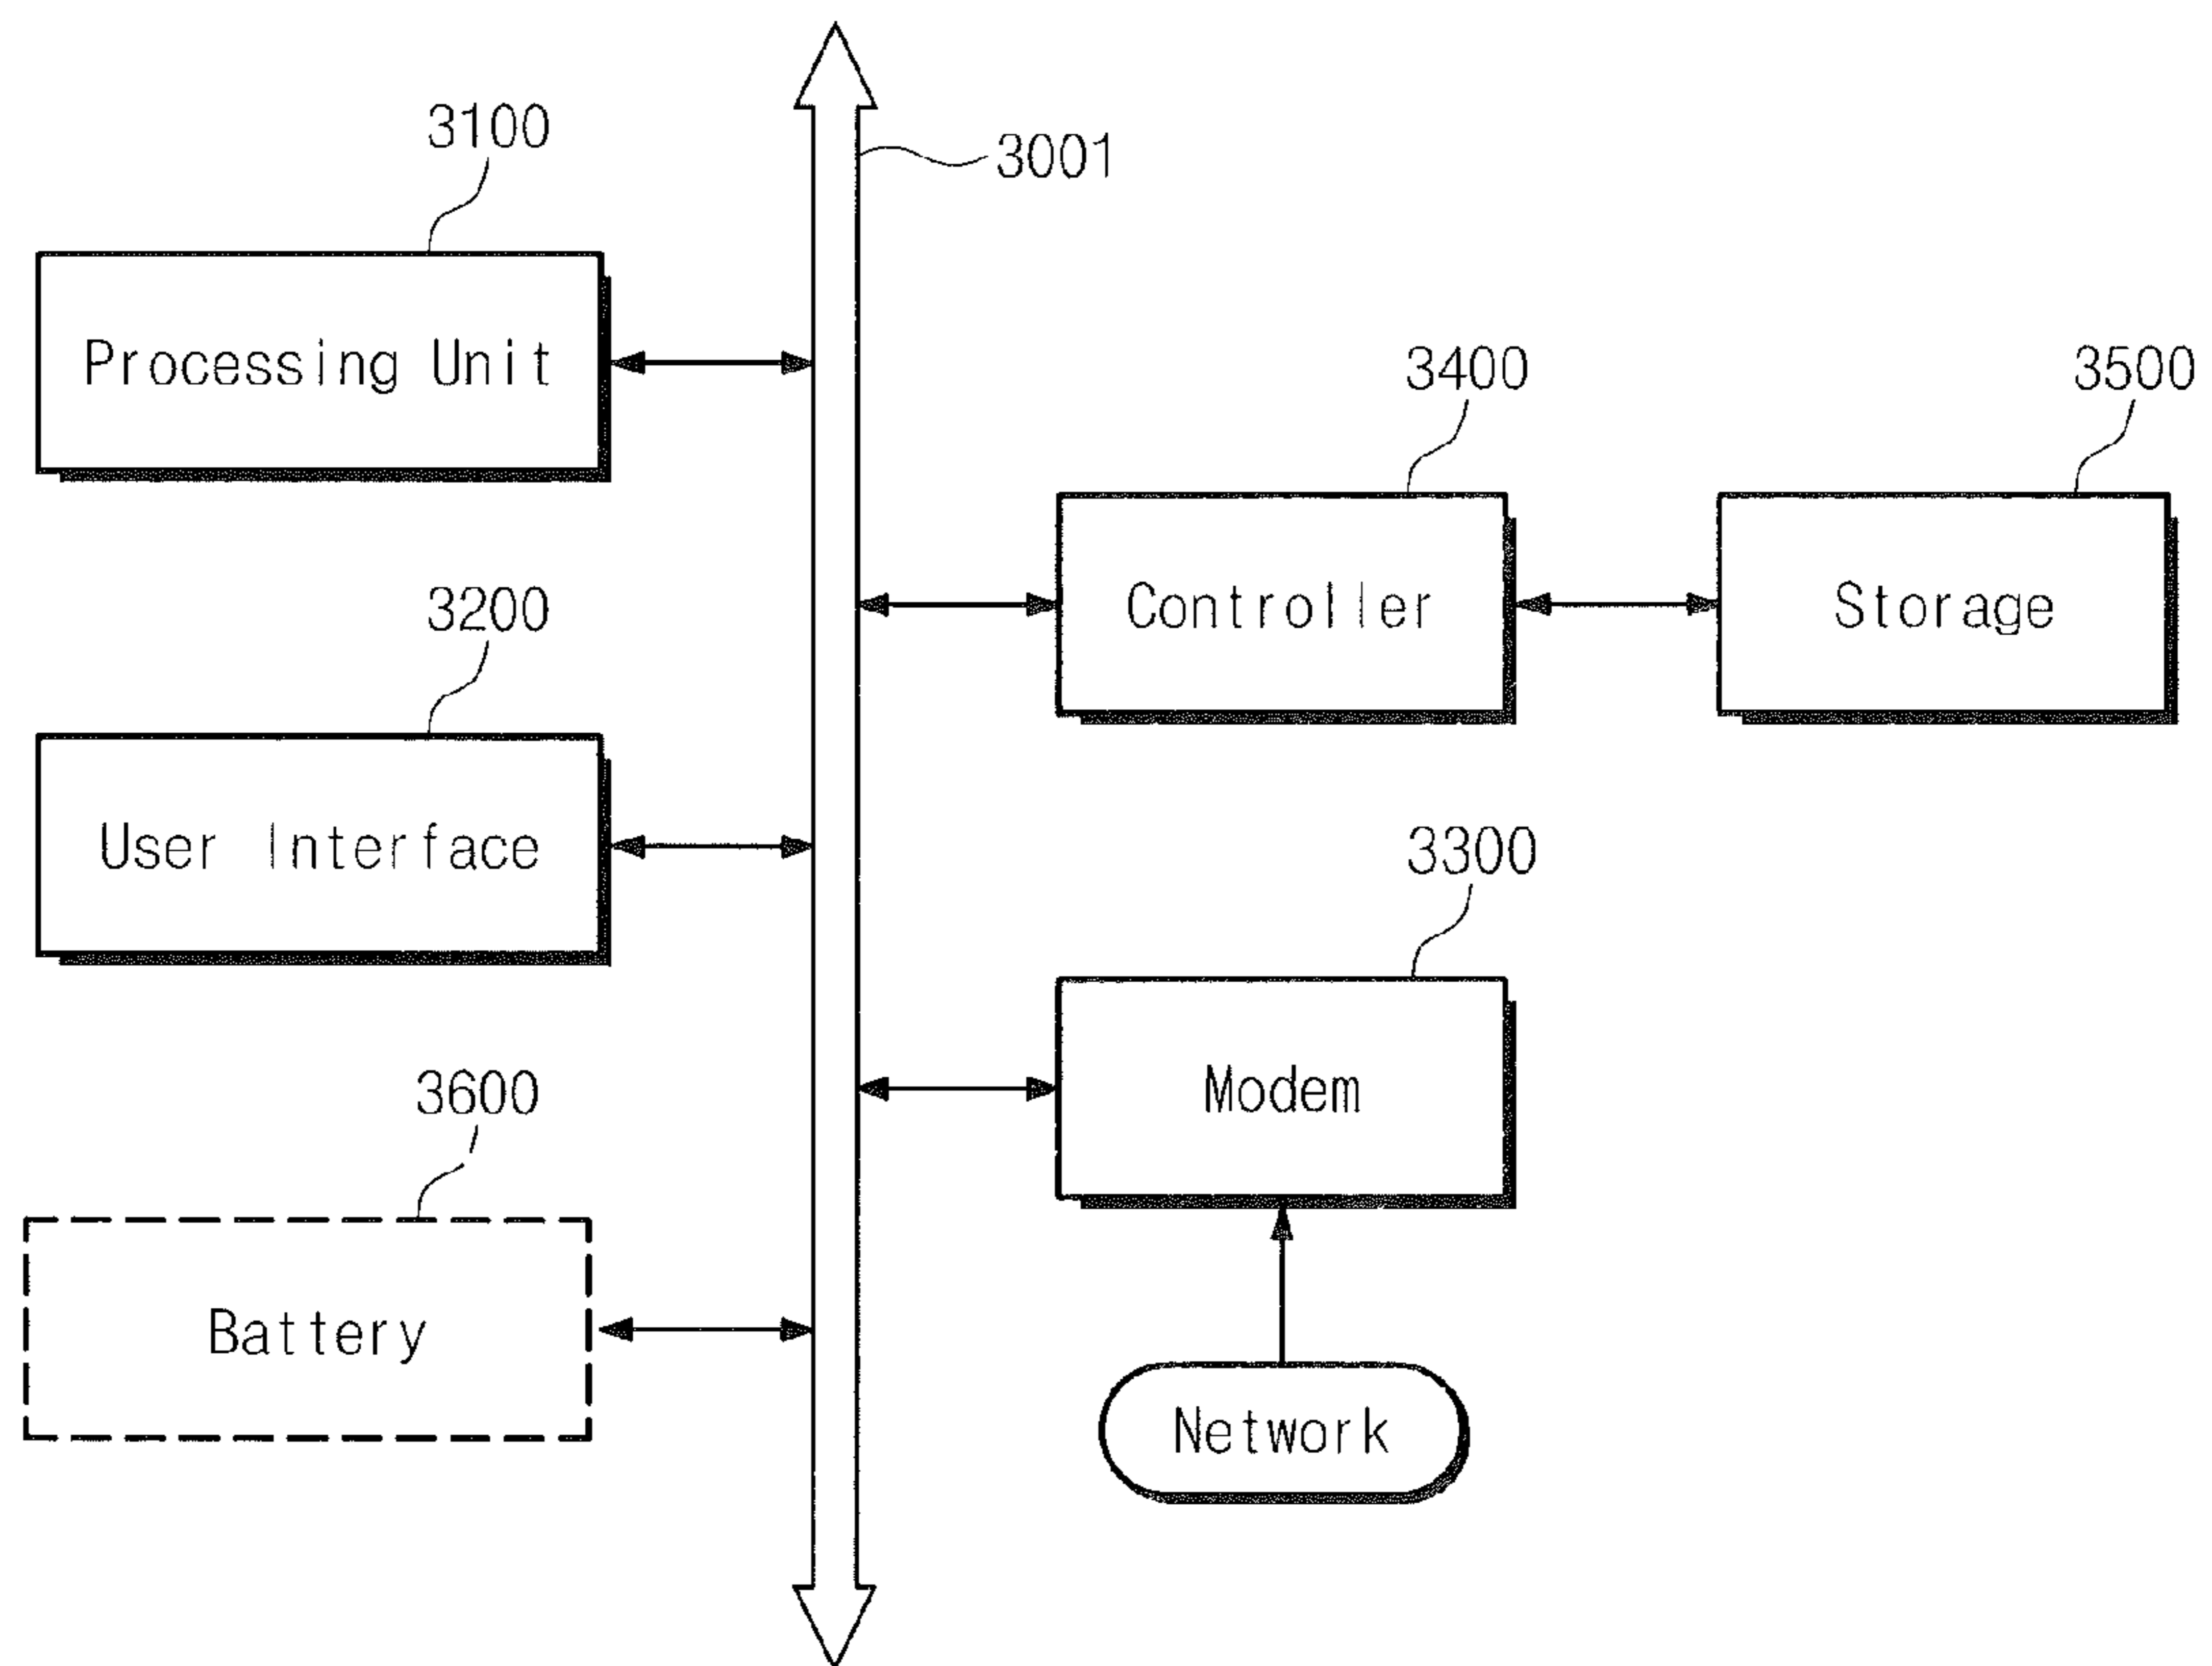 3100
3001
Processing Unit
3400
3500
Controller
Storage
3200
User Interface
3300
Modem
3600
Battery
Network